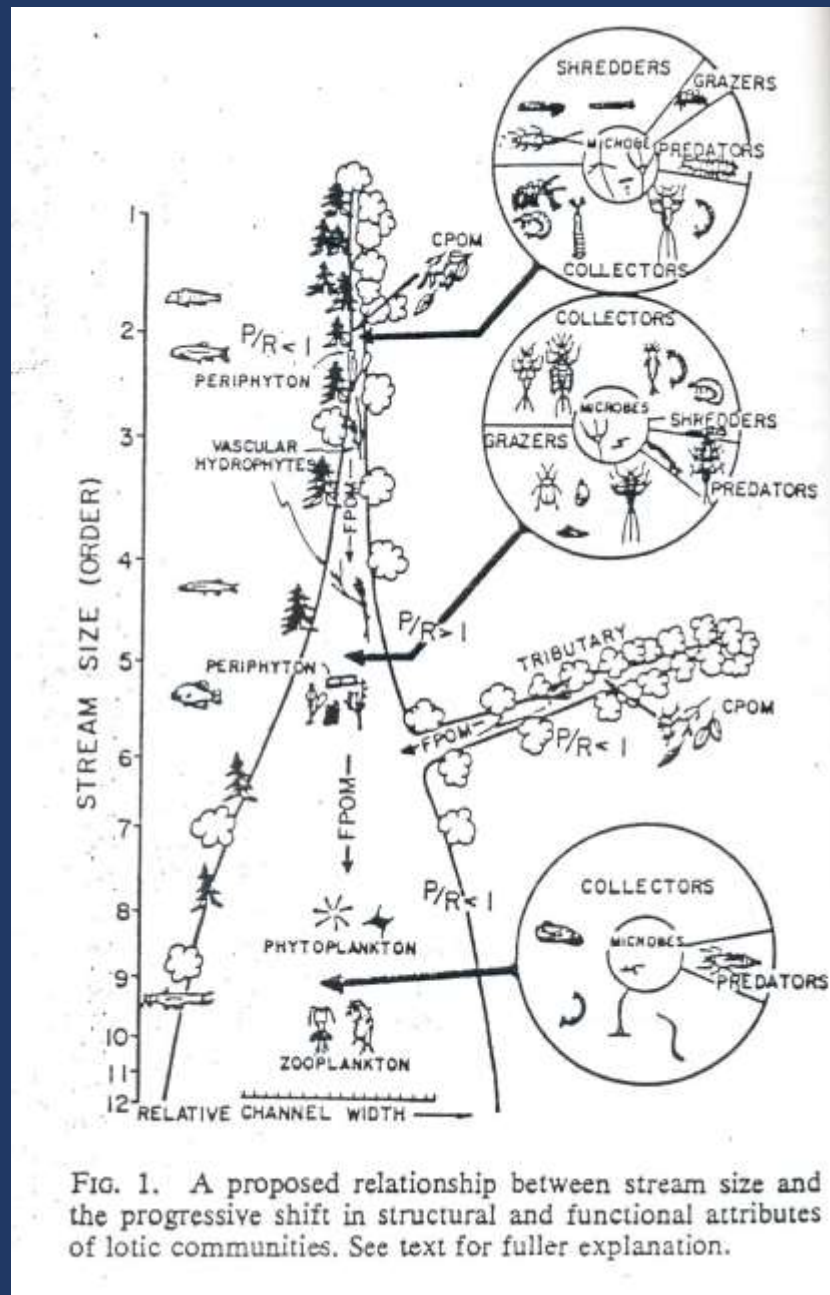 SHREDDERS
GRAZERS
MICROBE
PREDATORS
COLLECTORS
1
CPOM
COLLECTORS
2
P/R < 1
PERIPHYTON
MICROBES
SHREDDERS
3
VASCULAR
HYDROPHYTES
GRAZERS
PREDATORS
FPOM
STREAM SIZE (ORDER)
4
P/R > 1
TRIBUTARY
5
PERIPHYTON
CPOM
FPOM
P/R < 1
6
FPOM
7
COLLECTORS
P/R < 1
8
MICROBES
PHYTOPLANKTON
PREDATORS
9
10
ZOOPLANKTON
11
12
RELATIVE CHANNEL WIDTH
FIG. 1. A proposed relationship between stream size and
the progressive shift in structural and functional attributes
of lotic communities. See text for fuller explanation.